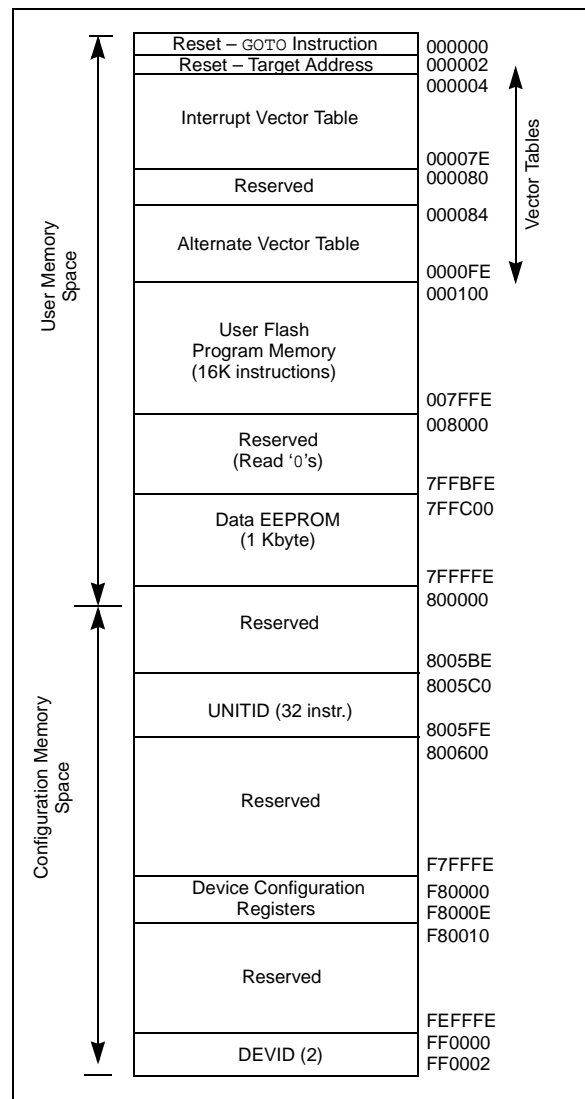 Reset – GOTO Instruction 000000
Reset – Target Address 000002
000004
Interrupt Vector Table
00007E
Reserved 000080
000084
Alternate Vector Table
0000FE
000100
User Flash
Program Memory
(16K instructions)
007FFE
008000
Reserved
(Read ‘0’s)
7FFBFE
7FFC00
Data EEPROM
(1 Kbyte)
7FFFFE
800000
Reserved
8005BE
8005C0
UNITID (32 instr.)
8005FE
800600
Reserved
F7FFFE
Device Configuration F80000
Registers F8000E
F80010
Reserved
FEFFFE
FF0000
DEVID (2)
FF0002
Vector Tables
User Memory
Space
Configuration Memory
Space